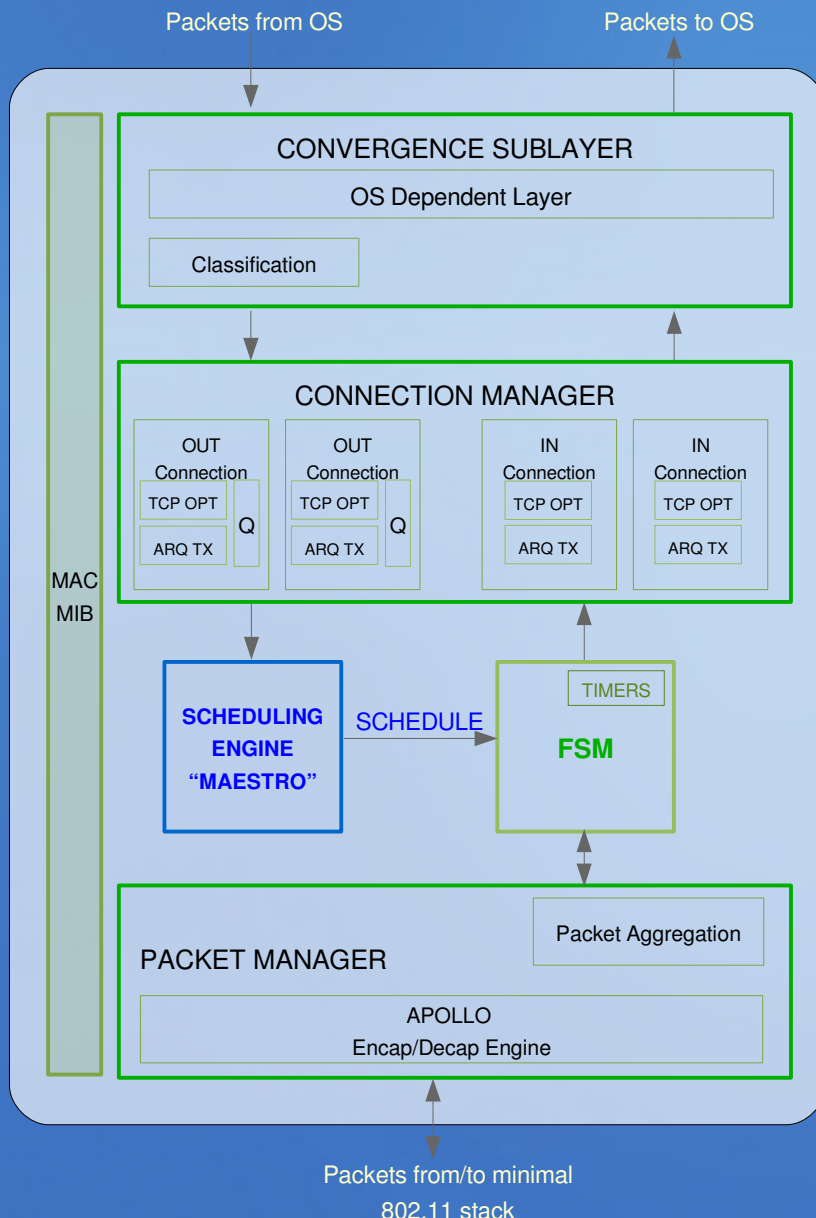 Packets from OS
Packets to OS
CONVERGENCE SUBLAYER
OS Dependent Layer
Classification
CONNECTION MANAGER
OUT
Connection
TCP OPT
ARQ TX
Q
OUT
Connection
TCP OPT
ARQ TX
Q
IN
Connection
TCP OPT
ARQ TX
IN
Connection
TCP OPT
ARQ TX
MAC
MIB
SCHEDULING
ENGINE
“MAESTRO”
SCHEDULE
TIMERS
FSM
Packet Aggregation
PACKET MANAGER
APOLLO
Encap/Decap Engine
Packets from/to minimal
802.11 stack